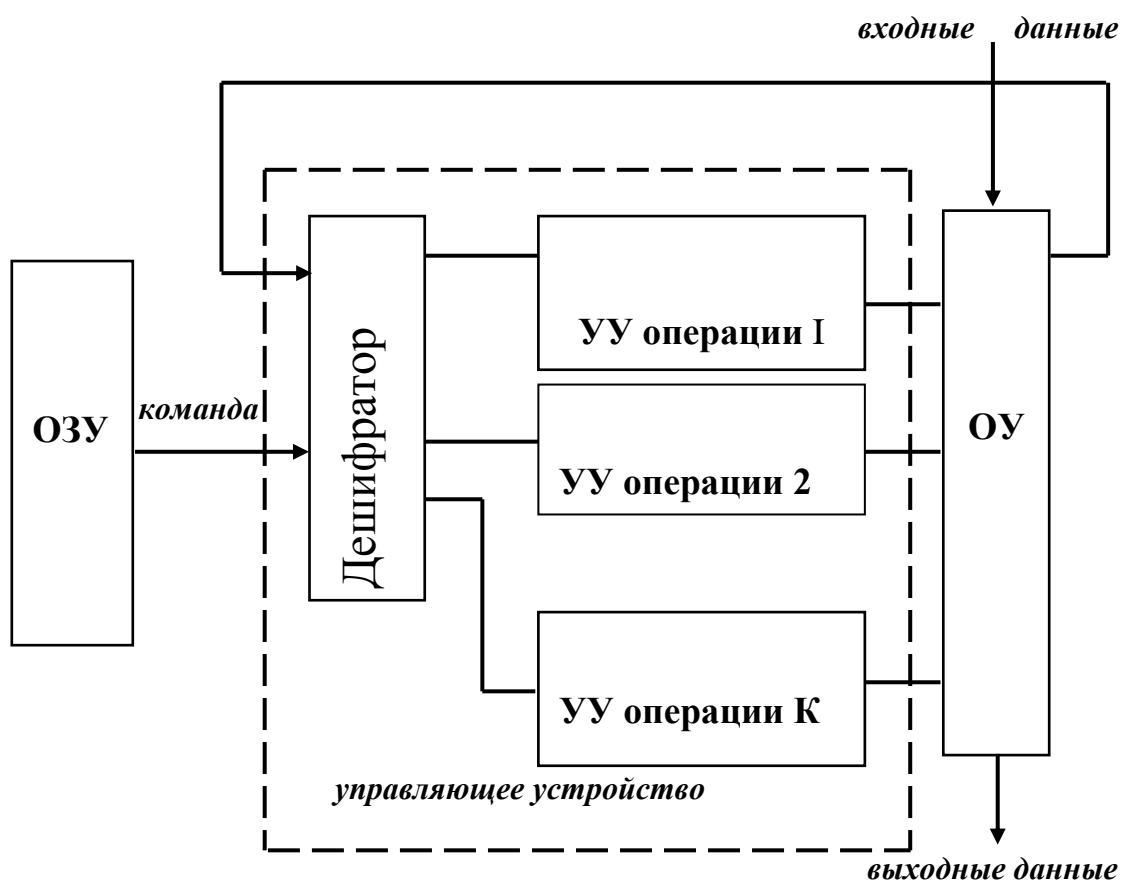 входные данные
УУ операции I
ОЗУ
команда
Дешифратор
ОУ
УУ операции 2
УУ операции К
управляющее устройство
выходные данные